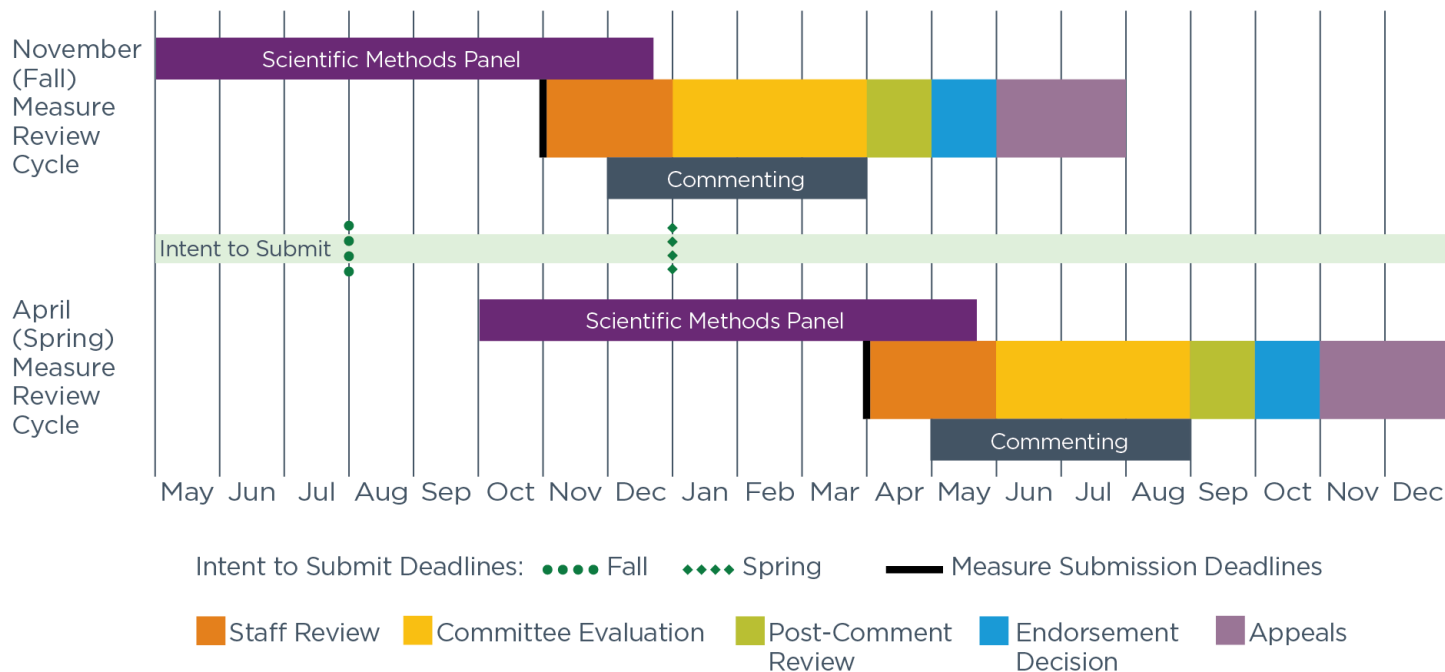 November
(Fall)
Measure
Review
Cycle
Scientific Methods Panel
Commenting
Intent to Submit
April
(Spring)
Measure
Review
Cycle
Scientific Methods Panel
Commenting
May Jun Jul Aug Sep Oct Nov Dec Jan Feb Mar Apr May Jun Jul Aug Sep Oct Nov Dec
Intent to Submit Deadlines: Fall Spring Measure Submission Deadlines
Staff Review Committee Evaluation Post-Comment Review Endorsement Decision Appeals